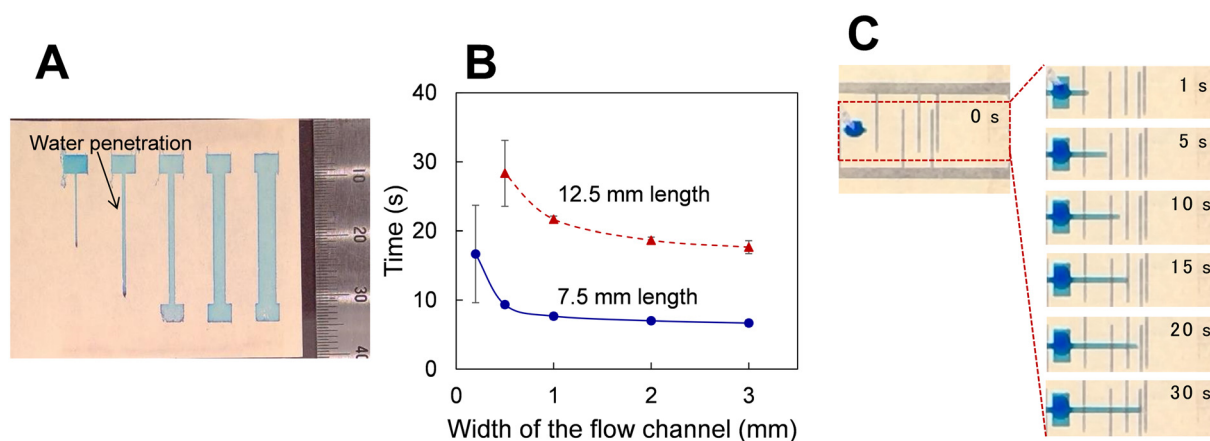 A
Water penetration
10
20
30
40
B
Time (s)
40
30
20
10
0
12.5 mm length
7.5 mm length
0
1
2
3
Width of the flow channel (mm)
C
0 s
1 s
5 s
10 s
15 s
20 s
30 s